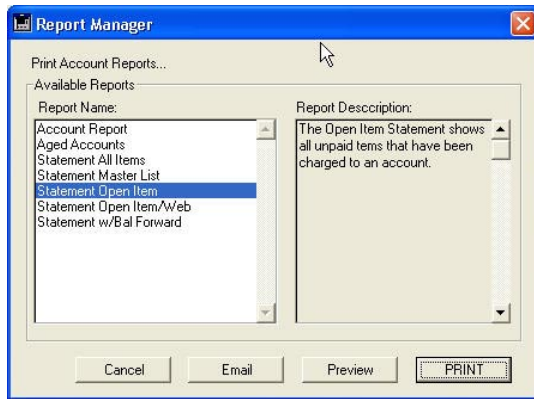 Report Manager
Print Account Reports...
Available Reports
Report Name:
Account Report
Aged Accounts
Statement All Items
Statement Master List
Statement Open Item
Statement Open Item/Web
Statement w/Bal Forward
Report Desccription:
The Open Item Statement shows
all unpaid tems that have been
charged to an account.
Cancel
Email
Preview
PRINT